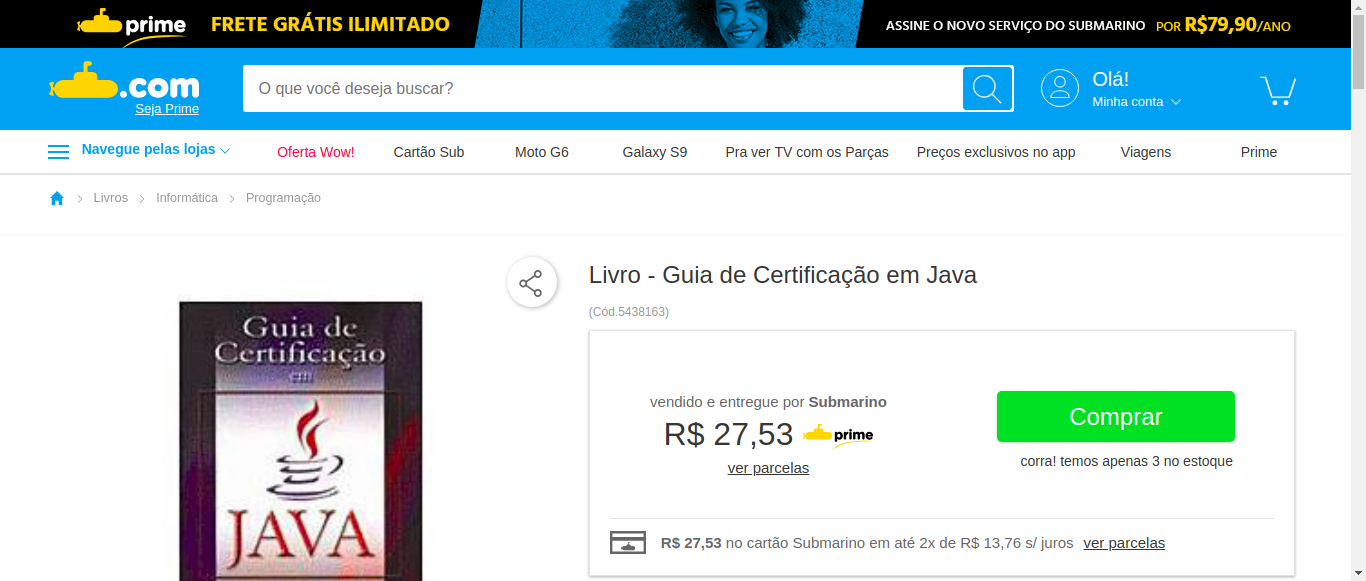 prime FRETE GRÁTIS ILIMITADO ASSINE O NOVO SERVIÇO DO SUBMARINO POR R$79,90/ANO
.com
Seja Prime
O que você deseja buscar?
Olá!
Minha conta
Navegue pelas lojas Oferta Wow! Cartão Sub Moto G6 Galaxy S9 Pra ver TV com os Parças Preços exclusivos no app Viagens Prime
Livros Informática Programação
Livro - Guia de Certificação em Java
(Cód.5438163)
Guia de
Certificação
em
JAVA
vendido e entregue por Submarino
R$ 27,53 prime
ver parcelas
Comprar
corra! temos apenas 3 no estoque
R$ 27,53 no cartão Submarino em até 2x de R$ 13,76 s/ juros ver parcelas